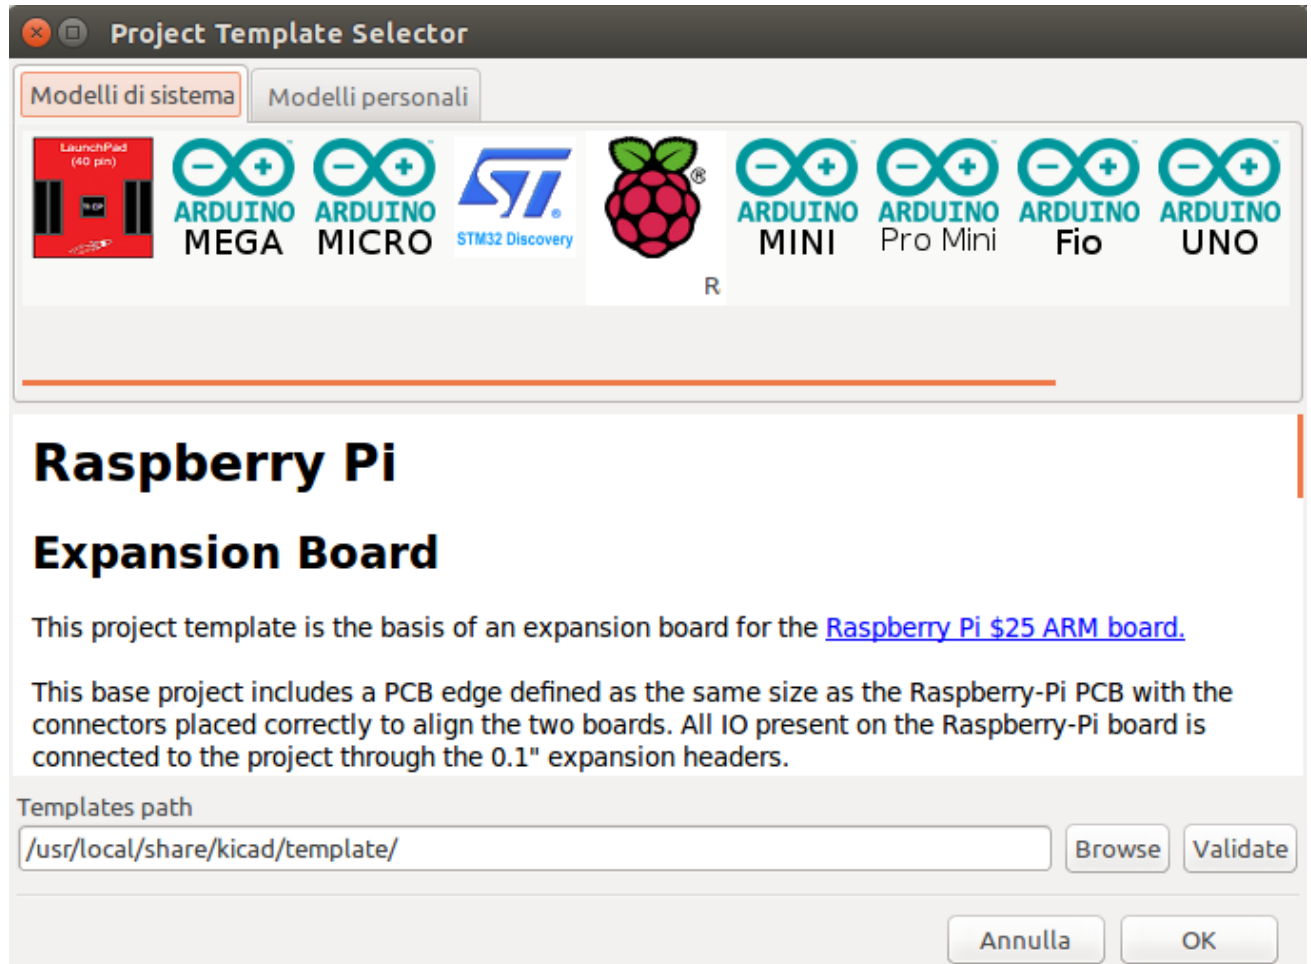 Project Template Selector
Modelli di sistema Modelli personali
LaunchPad
(40 pin)
ARDUINO MEGA
ARDUINO MICRO
STM32 Discovery
®
R
ARDUINO MINI
ARDUINO Pro Mini
ARDUINO Fio
ARDUINO UNO
Raspberry Pi
Expansion Board
This project template is the basis of an expansion board for the Raspberry Pi $25 ARM board.
This base project includes a PCB edge defined as the same size as the Raspberry-Pi PCB with the
connectors placed correctly to align the two boards. All IO present on the Raspberry-Pi board is
connected to the project through the 0.1" expansion headers.
Templates path
/usr/local/share/kicad/template/ Browse Validate
Annulla OK